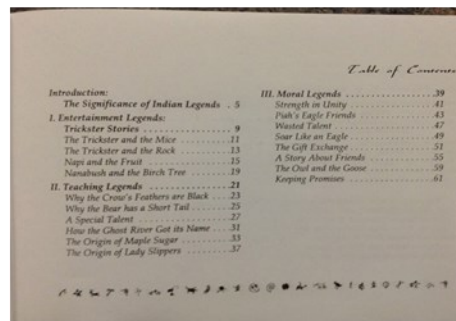 Table of Contents
Introduction:
The Significance of Indian Legends . 5
I. Entertainment Legends:
Trickster Stories . . . . . . . . . . . . . . . . . 9
The Trickster and the Mice . . . . . . . . 11
The Trickster and the Rock . . . . . . . . 13
Napi and the Fruit . . . . . . . . . . . . . . 15
Nanabush and the Birch Tree . . . . . . 19
II. Teaching Legends . . . . . . . . . . . . . . . 21
Why the Crow's Feathers are Black . . . 23
Why the Bear has a Short Tail . . . . . 25
A Special Talent . . . . . . . . . . . . . . . 27
How the Ghost River Got its Name . . . 31
The Origin of Maple Sugar . . . . . . . . 33
The Origin of Lady Slippers . . . . . . . 37
III. Moral Legends . . . . . . . . . . . . . . . . 39
Strength in Unity . . . . . . . . . . . . . . 41
Piah's Eagle Friends . . . . . . . . . . . . 43
Wasted Talent . . . . . . . . . . . . . . . . 47
Soar Like an Eagle . . . . . . . . . . . . . 49
The Gift Exchange . . . . . . . . . . . . . 51
A Story About Friends . . . . . . . . . . . 55
The Owl and the Goose . . . . . . . . . . 59
Keeping Promises . . . . . . . . . . . . . . 61